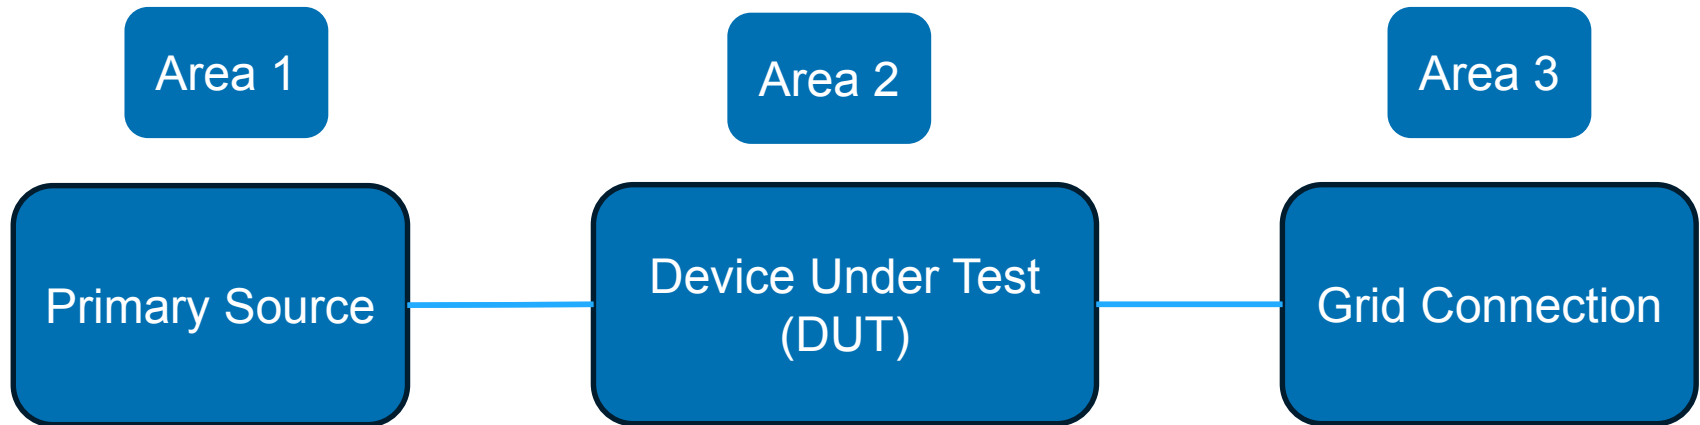 Area 1
Area 2
Area 3
Primary Source
Device Under Test
(DUT)
Grid Connection